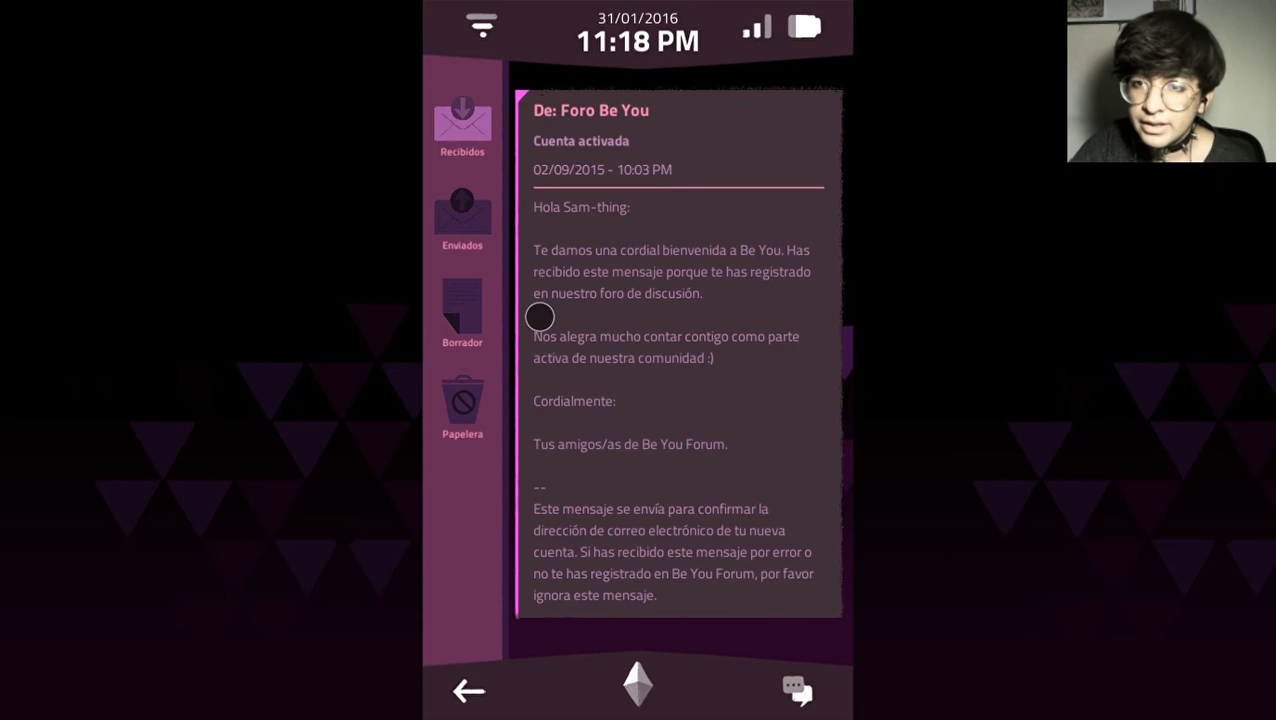 31/01/2016
11:18 PM
Recibidos
Enviados
Borrador
Papelera
De: Foro Be You
Cuenta activada
02/09/2015 - 10:03 PM
Hola Sam-thing:
Te damos una cordial bienvenida a Be You. Has
recibido este mensaje porque te has registrado
en nuestro foro de discusión.
Nos alegra mucho contar contigo como parte
activa de nuestra comunidad :)
Cordialmente:
Tus amigos/as de Be You Forum.
--
Este mensaje se envía para confirmar la
dirección de correo electrónico de tu nueva
cuenta. Si has recibido este mensaje por error o
no te has registrado en Be You Forum, por favor
ignora este mensaje.